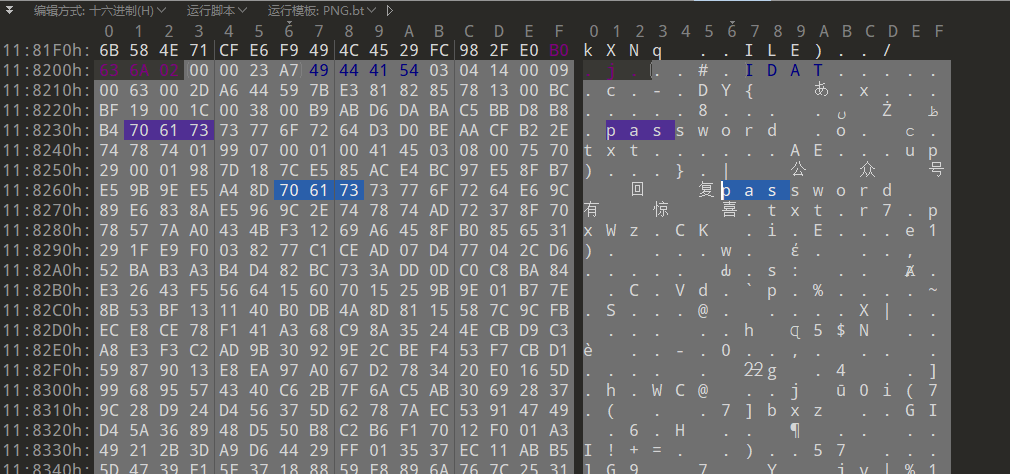 编辑方式: 十六进制(H) 运行脚本 运行模板: PNG.bt
0 1 2 3 4 5 6 7 8 9 A B C D E F 0 1 2 3 4 5 6 7 8 9 A B C D E F
11:81F0h: 6B 58 4E 71 CF E6 F9 49 4C 45 29 FC 98 2F E0 B0 k X N q . . I L E ) . . /
11:8200h: 6A 00 00 23 A7 49 44 41 54 03 04 14 00 09 j . . # . I D A T . . . . .
11:8210h: 00 63 00 2D A6 44 59 7B E3 81 82 85 78 13 00 BC . c . - . D Y { あ . x . . .
11:8220h: BF 19 00 1C 00 38 00 B9 AB D6 DA BA C5 BB D8 B8 . . . . 8 . .
11:8230h: B4 70 61 73 73 77 6F 72 64 D3 D0 BE AA CF B2 2E . p a s s w o r d . o . . .
11:8240h: 74 78 74 01 99 07 00 01 00 41 45 03 08 00 75 70 t x t . . . . . . A E . . . u p
11:8250h: 29 00 01 98 7D 18 7C E5 85 AC E4 BC 97 E5 8F B7 ) . . . } . | 公 众 号
11:8260h: E5 9B 9E E5 A4 8D 70 61 73 73 77 6F 72 64 E6 9C 回 复 p a s s w o r d
11:8270h: 89 E6 83 8A E5 96 9C 2E 74 78 74 AD 72 37 8F 70 有 惊 喜 . t x t . r 7 . p
11:8280h: 78 57 7A A0 43 4B F3 12 69 A6 45 8F B0 85 65 31 x W z . C K . . i . E . . . e 1
11:8290h: 29 1F E9 F0 03 82 77 C1 CE AD 07 D4 77 04 2C D6 ) . . . . . w . . . . . ,
11:82A0h: 52 BA B3 A3 B4 D4 82 BC 73 3A DD 0D C0 C8 BA 84
11:82B0h: E3 26 43 F5 56 64 15 60 70 15 25 9B 9E 01 B7 7E . . C . V d . ` p . % . . . . ~
11:82C0h: 8B 53 BF 13 11 40 B0 DB 4A 8D 81 15 58 7C 9C FB . S . . . @ . . . . . X | . .
11:82D0h: EC E8 CE 78 F1 41 A3 68 C9 8A 35 24 4E CB D9 C3
11:82E0h: A8 E3 F3 C2 AD 9B 30 92 9E 2C BE F4 53 F7 CB D1
11:82F0h: 59 87 90 13 E8 EA 97 A0 67 D2 78 34 20 E0 16 5D
11:8300h: 99 68 95 57 43 40 C6 2B 7F 6A C5 AB 30 69 28 37 . h . W C @ . . . j ū 0 i ( 7
11:8310h: 9C 28 D9 24 D4 56 37 5D 62 78 7A EC 53 91 47 49 . ( . . . 7 ] b x z . . . G I
11:8320h: D4 5A 36 89 48 D5 50 B8 C2 B6 F1 70 12 F0 01 A3 . . 6 . H . . ¶ . . . . .
11:8330h: 49 21 2B 3D A9 D6 44 29 FF 01 35 37 EC 11 AB B5 I ! + = . . ) . . 5 7 . . . .
11:8340h: